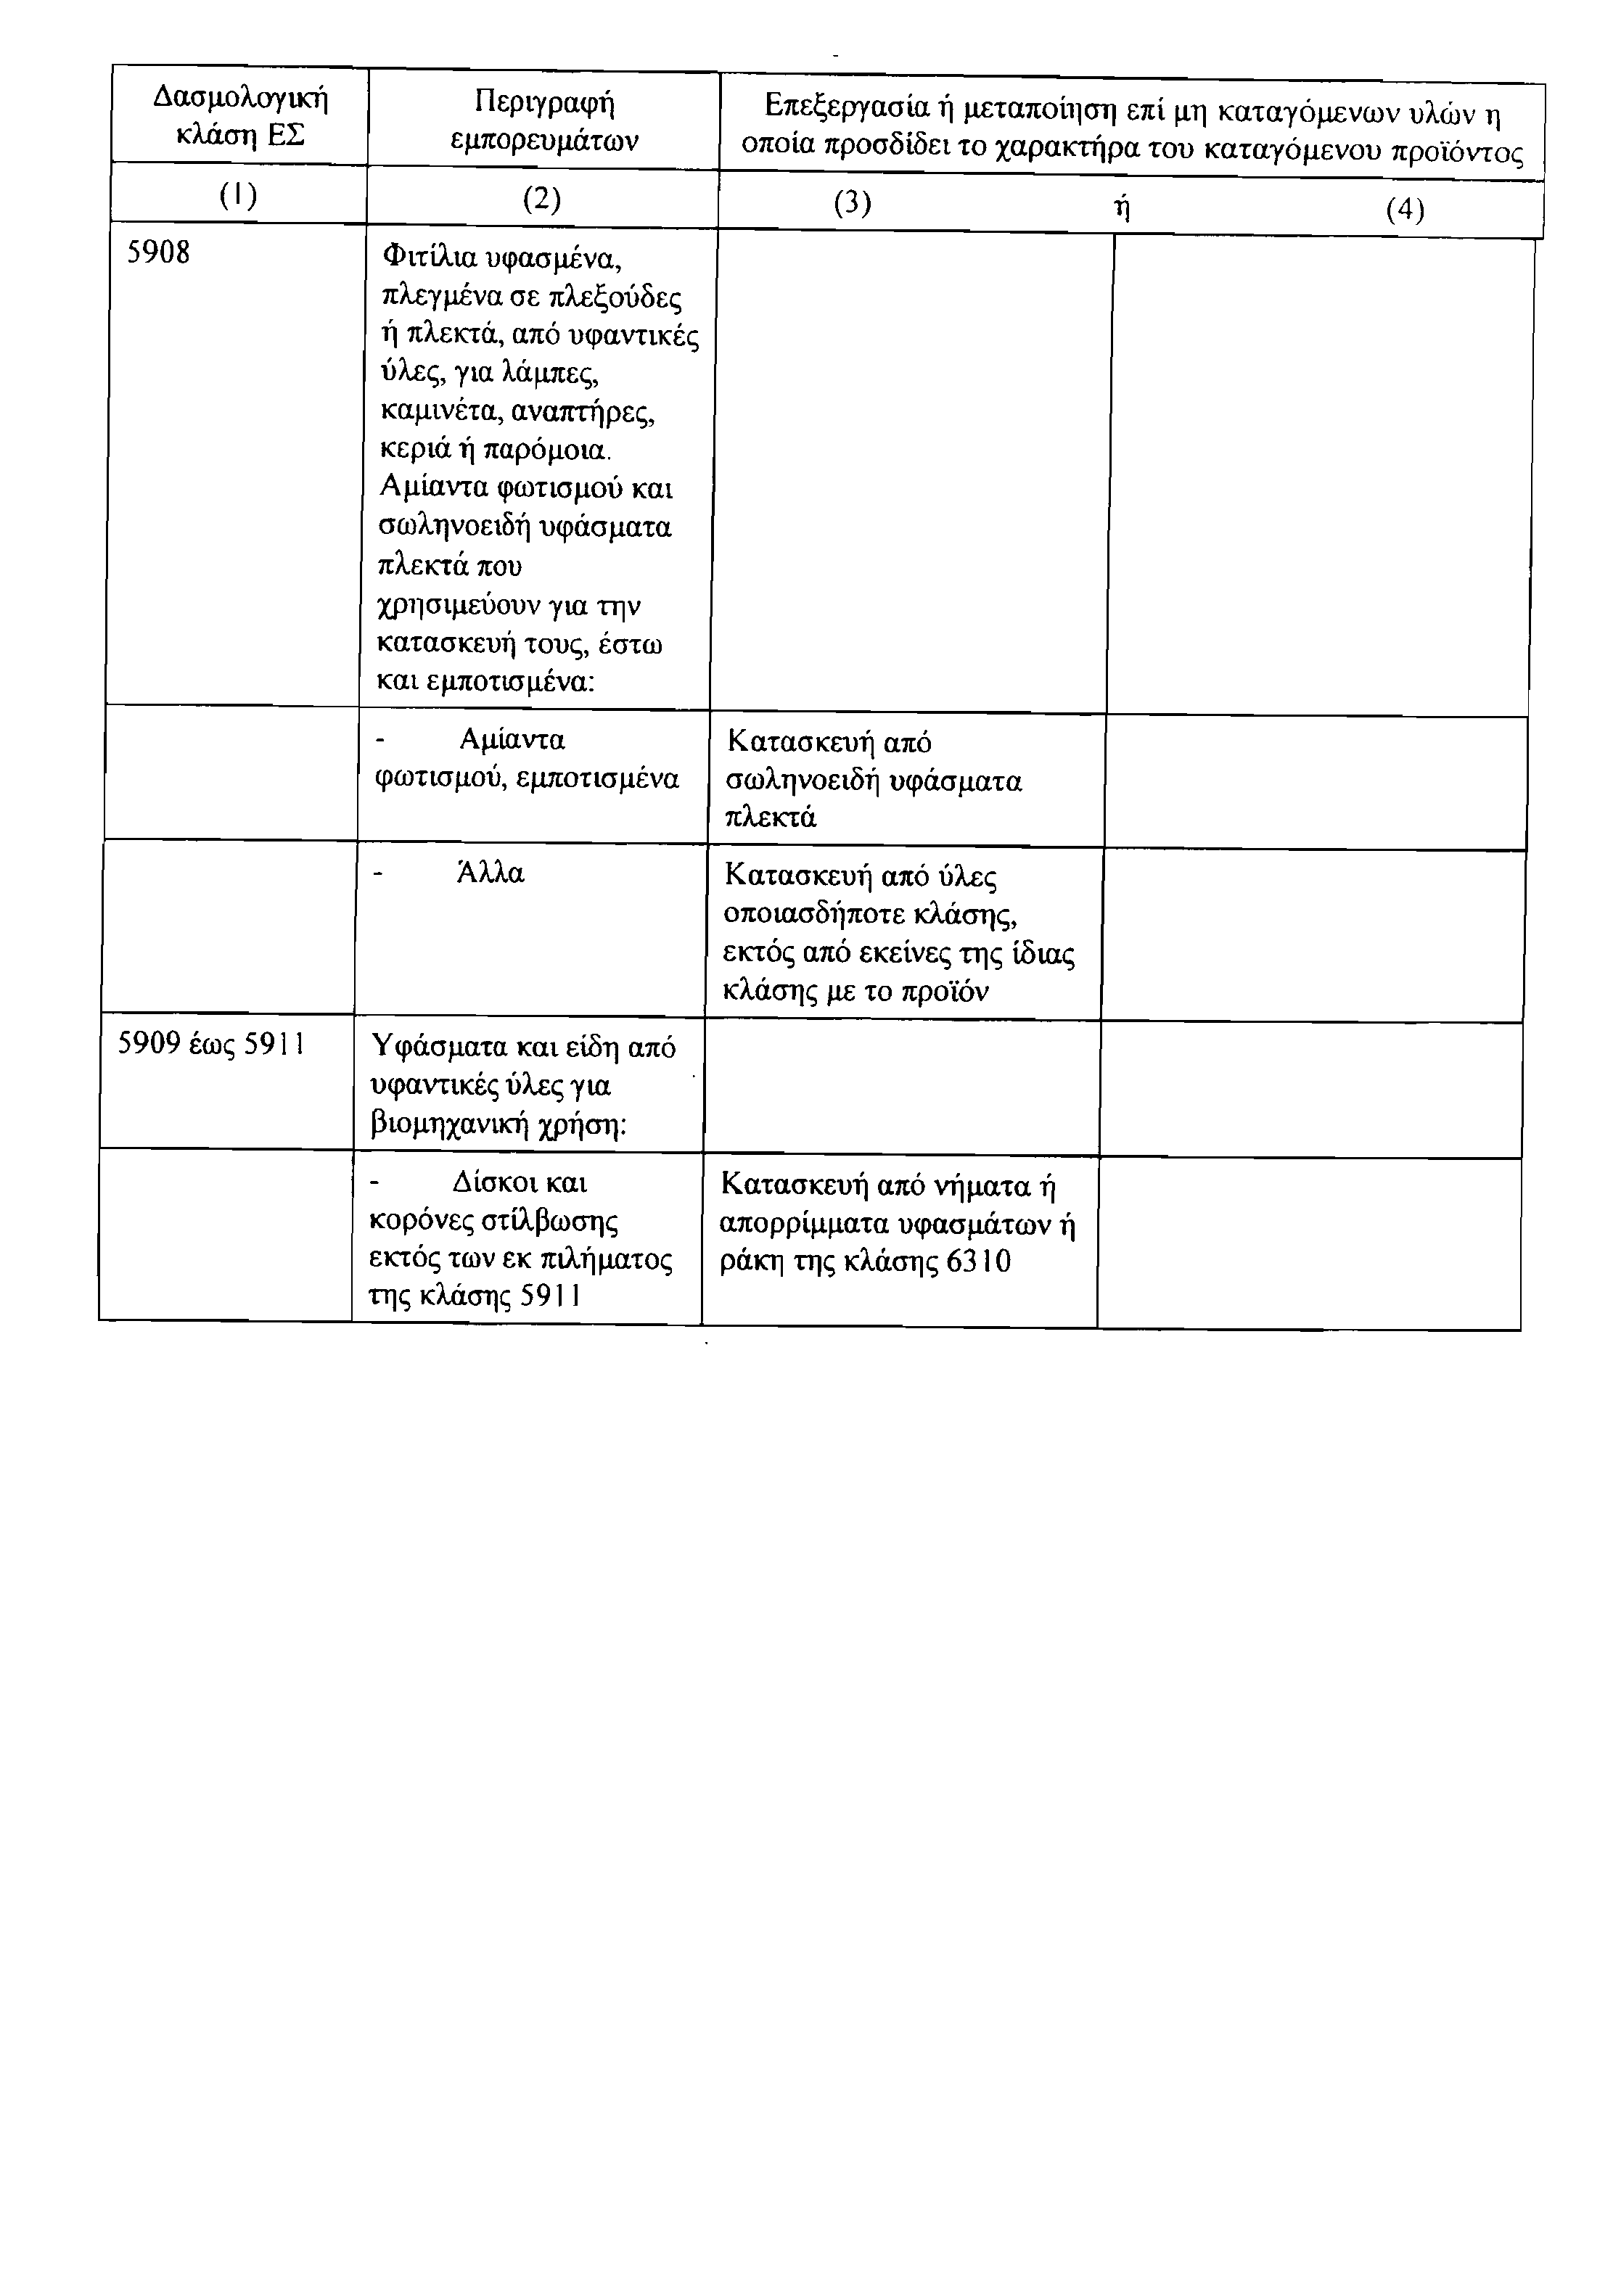 Δασμολογική
κλάση ΕΣ
Περιγραφή
εμπορευμάτων
Επεξεργασία ή μεταποίηση επί μη καταγόμενων υλών η
οποία προσδίδει το χαρακτήρα του καταγόμενου προϊόντος
(1)
(2)
(3) ή (4)
5908
Φιτίλια υφασμένα,
πλεγμένα σε πλεξούδες
ή πλεκτά, από υφαντικές
ύλες, για λάμπες,
καμινέτα, αναπτήρες,
κεριά ή παρόμοια.
Αμίαντα φωτισμού και
σωληνοειδή υφάσματα
πλεκτά που
χρησιμεύουν για την
κατασκευή τους, έστω
και εμποτισμένα:
- Αμίαντα
φωτισμού, εμποτισμένα
Κατασκευή από
σωληνοειδή υφάσματα
πλεκτά
- Άλλα
Κατασκευή από ύλες
οποιασδήποτε κλάσης,
εκτός από εκείνες της ίδιας
κλάσης με το προϊόν
5909 έως 5911
Υφάσματα και είδη από
υφαντικές ύλες για
βιομηχανική χρήση:
- Δίσκοι και
κορόνες στίλβωσης
εκτός των εκ πιλήματος
της κλάσης 5911
Κατασκευή από νήματα ή
απορρίμματα υφασμάτων ή
ράκη της κλάσης 6310